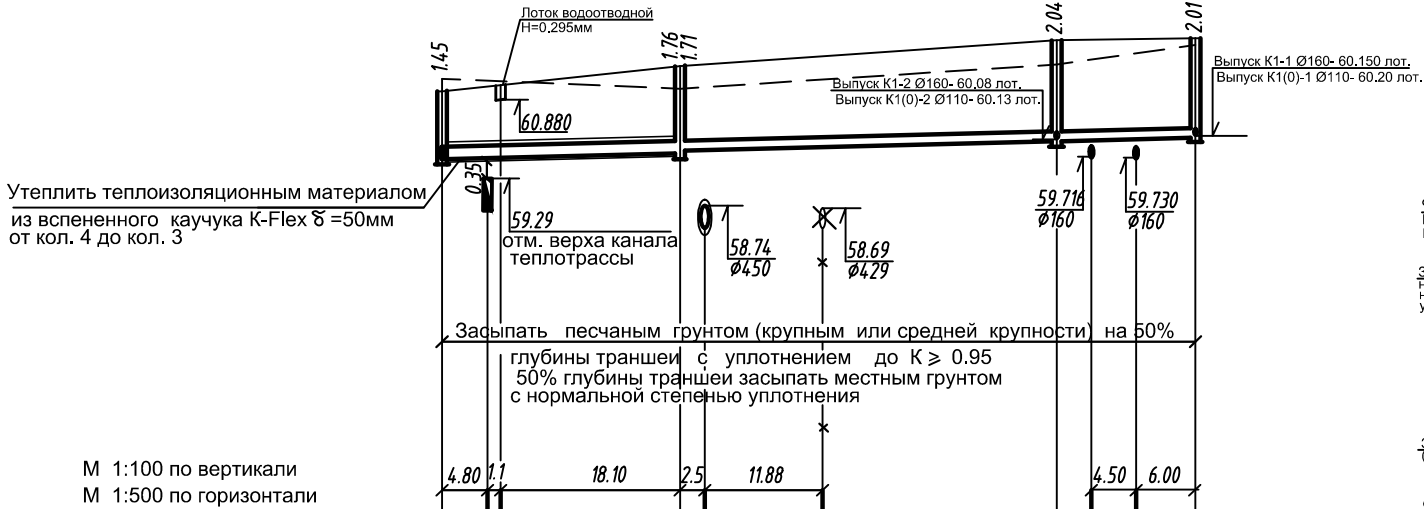 Лоток водоотводной
H=0.295мм
1.45
1.76
1.71
2.04
2.01
Выпуск К1-2 Ø160- 60.08 лот.
Выпуск К1(0)-2 Ø110- 60.13 лот.
Выпуск К1-1 Ø160- 60.150 лот.
Выпуск К1(0)-1 Ø110- 60.20 лот.
60.880
0.35
Утеплить теплоизоляционным материалом
из вспененного каучука K-Flex δ =50мм
от кол. 4 до кол. 3
59.29
отм. верха канала
теплотрассы
58.74
ϕ450
58.69
ϕ429
59.716
ϕ160
59.730
ϕ160
Засыпать песчаным грунтом (крупным или средней крупности) на 50%
глубины траншеи с уплотнением до К ⩾ 0.95
50% глубины траншеи засыпать местным грунтом
с нормальной степенью уплотнения
М 1:100 по вертикали
М 1:500 по горизонтали
4.80 1.1 18.10 2.5 11.88 4.50 6.00